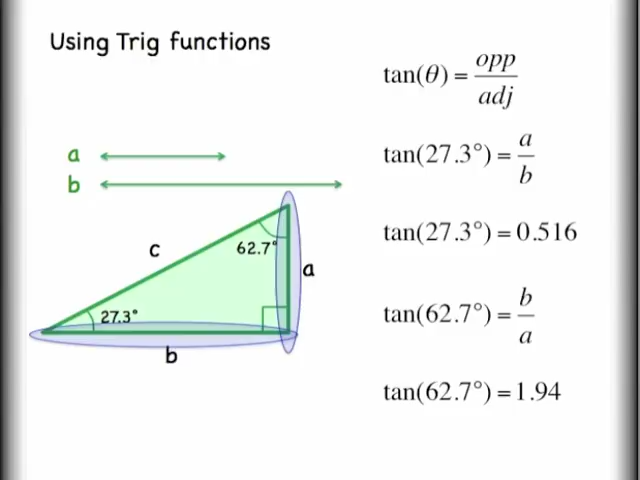 Using Trig functions
tan(θ) = opp/adj
a
b
tan(27.3°) = a/b
tan(27.3°) = 0.516
c
62.7°
a
27.3°
b
tan(62.7°) = b/a
tan(62.7°) = 1.94